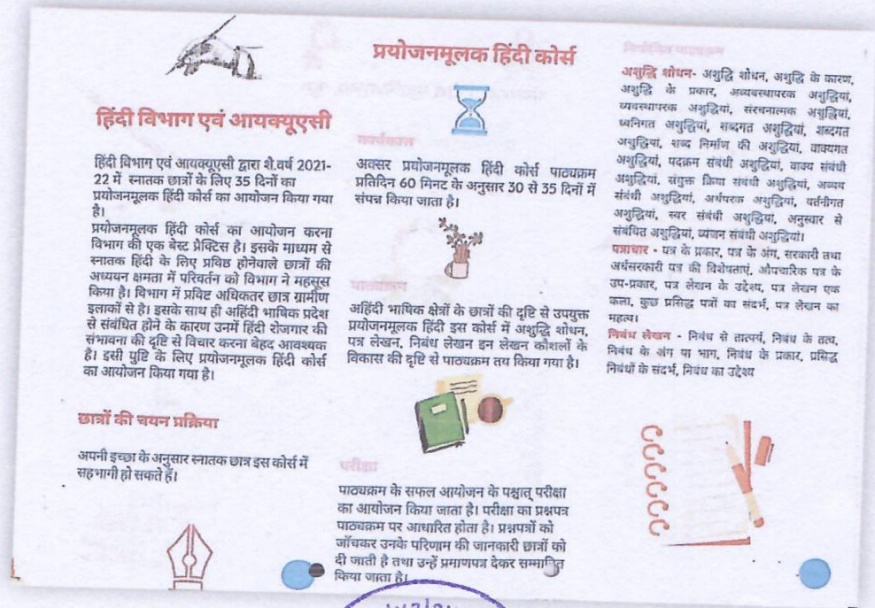 हिंदी विभाग एवं आयक्यूएसी
हिंदी विभाग एवं आयक्यूएसी द्वारा शै.वर्ष 2021-
22 में स्नातक छात्रों के लिए 35 दिनों का
प्रयोजनमूलक हिंदी कोर्स का आयोजन किया गया
है।
प्रयोजनमूलक हिंदी कोर्स का आयोजन करना
विभाग की एक बेस्ट प्रैक्टिस है। इसके माध्यम से
स्नातक हिंदी के लिए प्रविष्ठ होनेवाले छात्रों की
अध्ययन क्षमता में परिवर्तन को विभाग ने महसूस
किया है। विभाग में प्रविष्ट अधिकतर छात्र ग्रामीण
इलाकों से है। इसके साथ ही अहिंदी भाषिक प्रदेश
से संबंधित होने के कारण उनमें हिंदी रोजगार की
संभावना की दृष्टि से विचार करना बेहद आवश्यक
है। इसी पुष्टि के लिए प्रयोजनमूलक हिंदी कोर्स
का आयोजन किया गया है।
छात्रों की चयन प्रक्रिया
अपनी इच्छा के अनुसार स्नातक छात्र इस कोर्स में
सहभागी हो सकते हैं।
प्रयोजनमूलक हिंदी कोर्स
अक्सर प्रयोजनमूलक हिंदी कोर्स पाठ्यक्रम
प्रतिदिन 60 मिनट के अनुसार 30 से 35 दिनों में
संपन्न किया जाता है।
पाठ्यक्रम
अहिंदी भाषिक क्षेत्रों के छात्रों की दृष्टि से उपयुक्त
प्रयोजनमूलक हिंदी इस कोर्स में अशुद्धि शोधन,
पत्र लेखन, निबंध लेखन इन लेखन कौशलों के
विकास की दृष्टि से पाठ्यक्रम तय किया गया है।
परीक्षा
पाठ्यक्रम के सफल आयोजन के पश्चात् परीक्षा
का आयोजन किया जाता है। परीक्षा का प्रश्नपत्र
पाठ्यक्रम पर आधारित होता है। प्रश्नपत्रों को
जाँचकर उनके परिणाम की जानकारी छात्रों को
दी जाती है तथा उन्हें प्रमाणपत्र देकर सम्मानित
किया जाता है।
अशुद्धि शोधन- अशुद्धि शोधन, अशुद्धि के कारण,
अशुद्धि के प्रकार, अव्यवस्थापरक अशुद्धियां,
व्यवस्थापरक अशुद्धियां, संरचनात्मक अशुद्धियां,
ध्वनिगत अशुद्धियां, शब्दगत अशुद्धियां, शब्दगत
अशुद्धियां, शब्द निर्माण की अशुद्धियां, वाक्यगत
अशुद्धियां, पदक्रम संबंधी अशुद्धियां, वाक्य संबंधी
अशुद्धियां, संयुक्त क्रिया संबंधी अशुद्धियां, अव्यय
संबंधी अशुद्धियां, अर्थपरक अशुद्धियां, वर्तनीगत
अशुद्धियां, स्वर संबंधी अशुद्धियां, अनुस्वार से
संबंधित अशुद्धियां, व्यंजन संबंधी अशुद्धियां।
पत्राचार - पत्र के प्रकार, पत्र के अंग, सरकारी तथा
अर्धसरकारी पत्र की विशेषताएं, औपचारिक पत्र के
उप-प्रकार, पत्र लेखन के उद्देश्य, पत्र लेखन एक
कला, कुछ प्रसिद्ध पत्रों का संदर्भ, पत्र लेखन का
महत्व।
निबंध लेखन - निबंध से तात्पर्य, निबंध के तत्व,
निबंध के अंग या भाग, निबंध के प्रकार, प्रसिद्ध
निबंधों के संदर्भ, निबंध का उद्देश्य